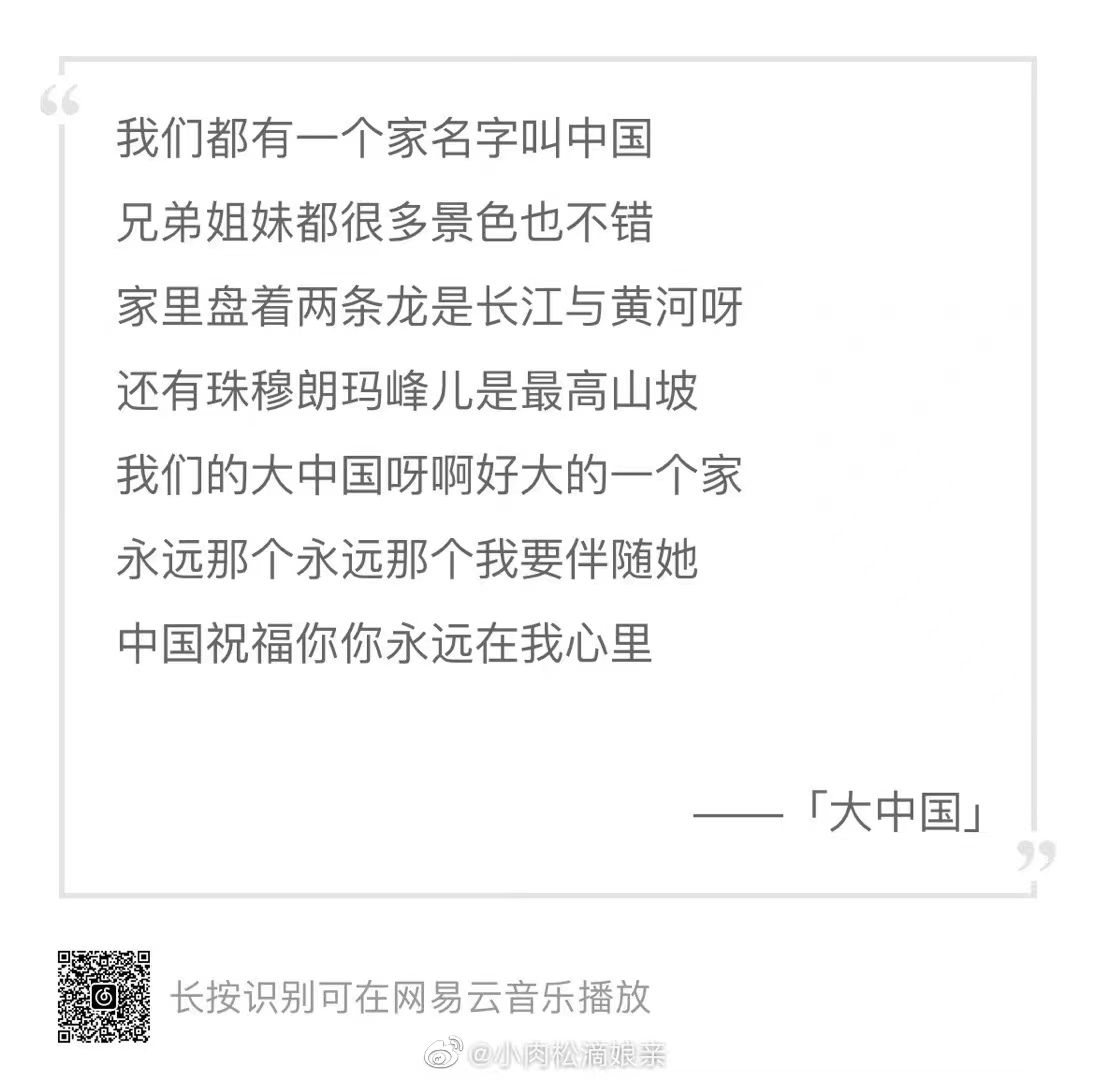 “
我们都有一个家名字叫中国
兄弟姐妹都很多景色也不错
家里盘着两条龙是长江与黄河呀
还有珠穆朗玛峰儿是最高山坡
我们的大中国呀啊好大的一个家
永远那个永远那个我要伴随她
中国祝福你你永远在我心里
——「大中国」
”
长按识别可在网易云音乐播放
@小肉松滴娘亲